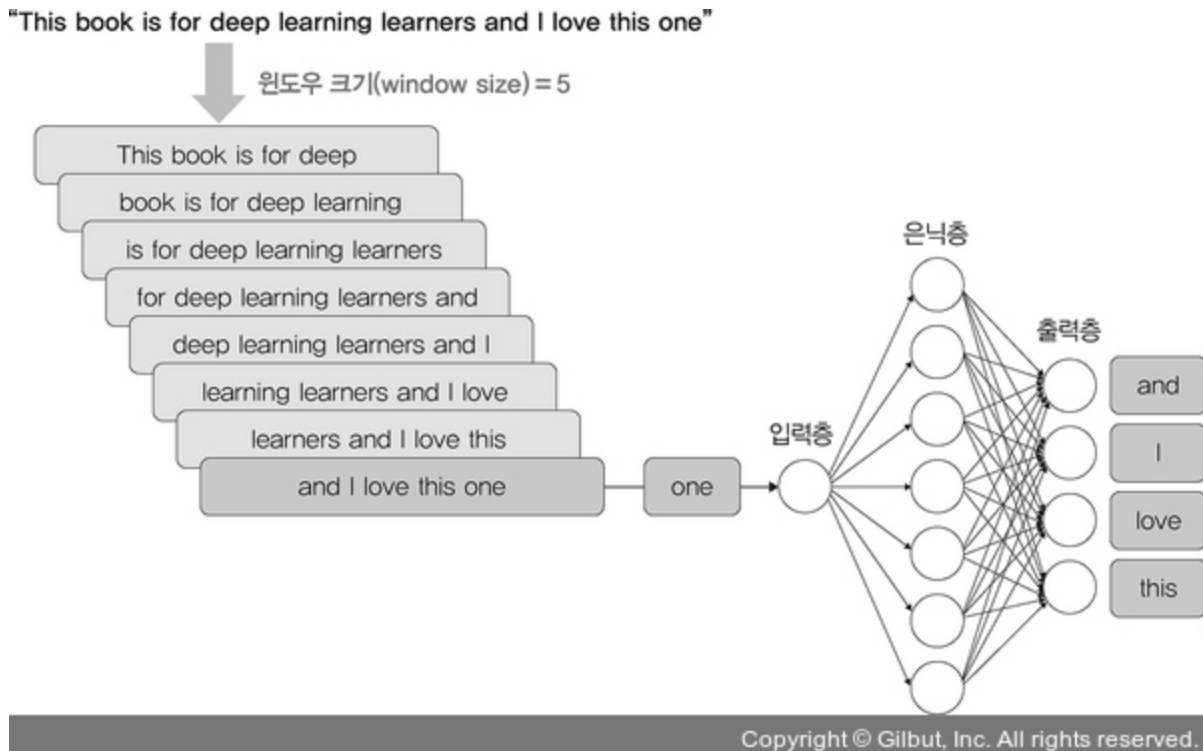 “This book is for deep learning learners and I love this one”
윈도우 크기(window size) = 5
This book is for deep
book is for deep learning
is for deep learning learners
for deep learning learners and
deep learning learners and I
learning learners and I love
learners and I love this
and I love this one
one
입력층
은닉층
출력층
and
I
love
this
Copyright © Gilbut, Inc. All rights reserved.